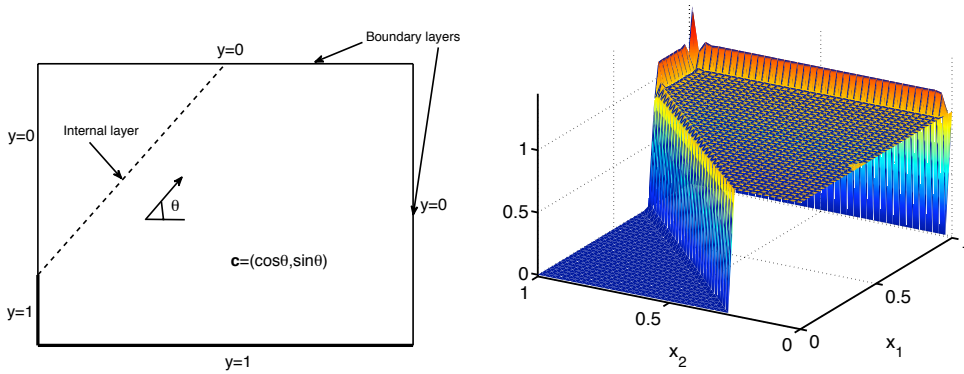 Boundary layers
y=0
y=0
Internal layer
θ
y=0
c=(cosθ,sinθ)
y=1
y=1
1
0.5
0
1
0.5
0
x2
0
0.5
x1